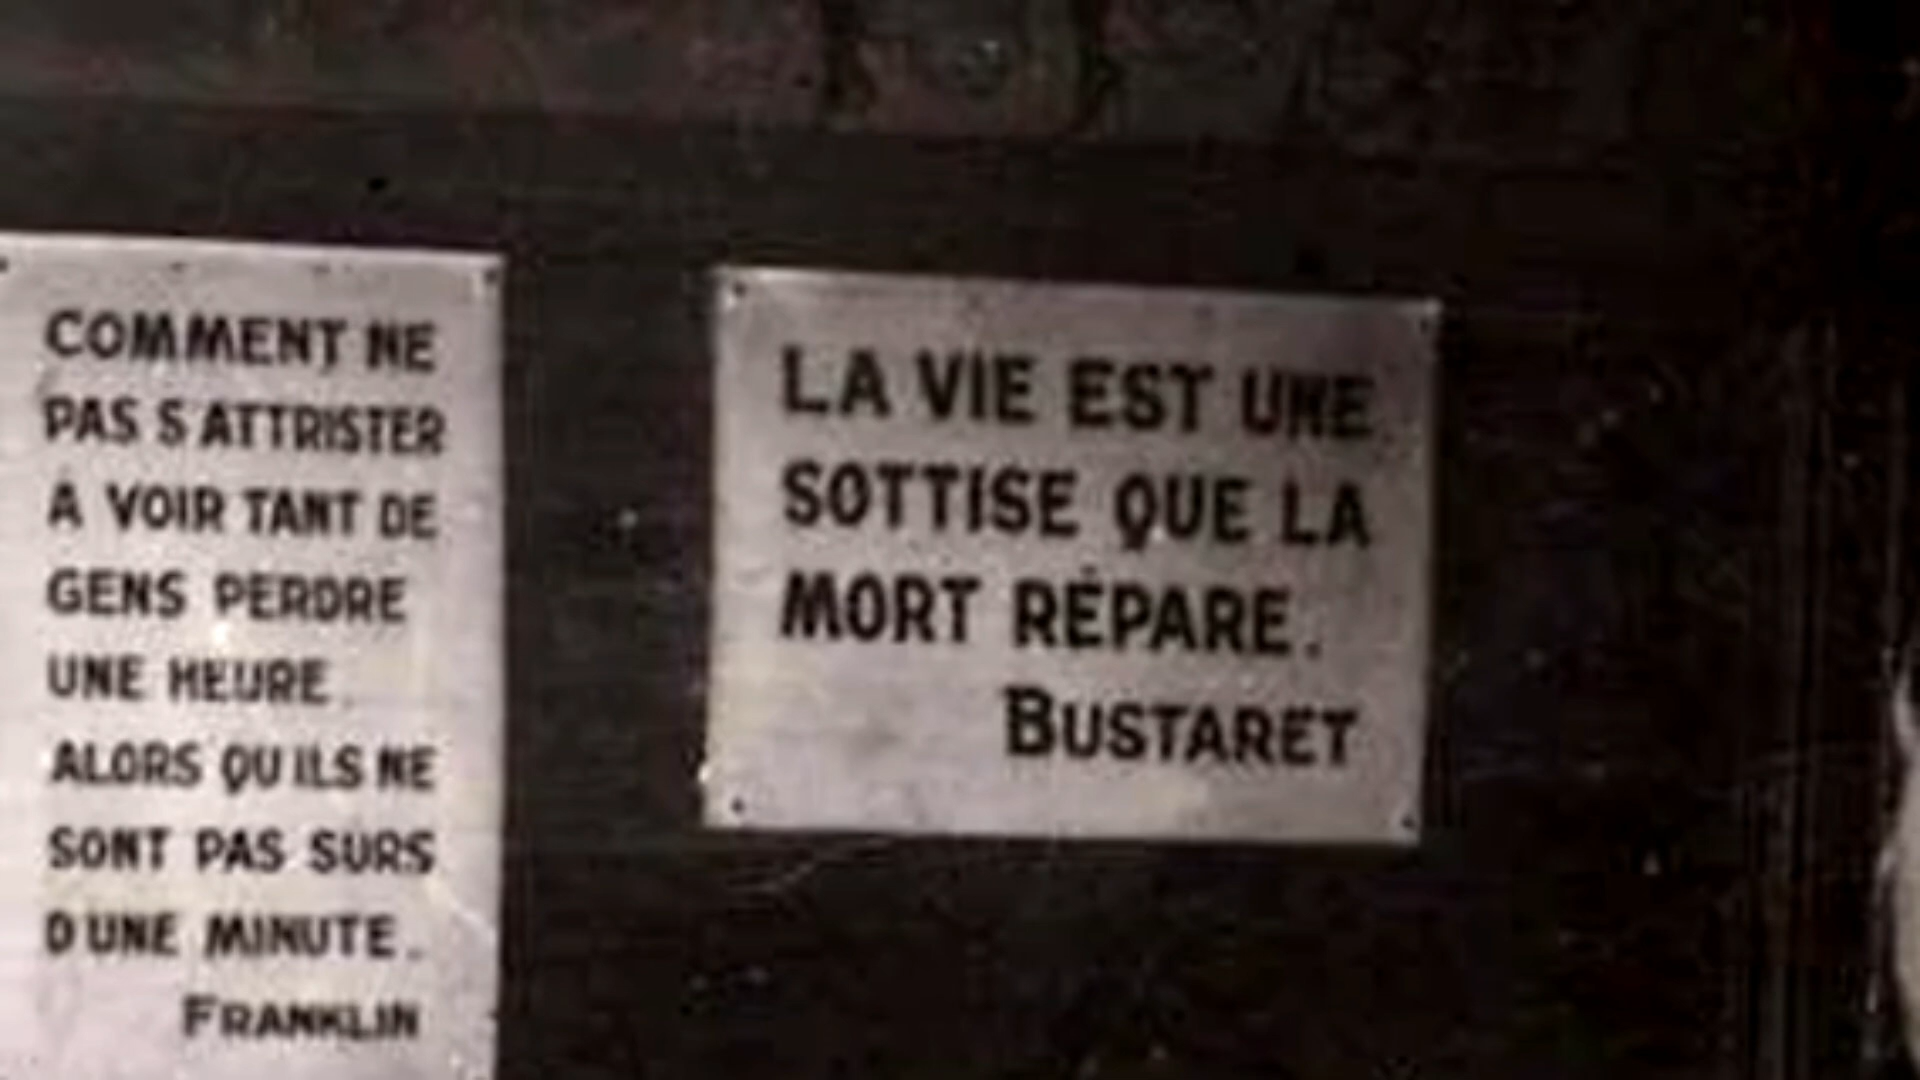 COMMENT NE
PAS S ATTRISTER
A VOIR TANT DE
GENS PERDRE
UNE HEURE
ALORS QU ILS NE
SONT PAS SURS
D UNE MINUTE.
FRANKLIN
LA VIE EST UNE
SOTTISE QUE LA
MORT RÉPARE.
BUSTARET